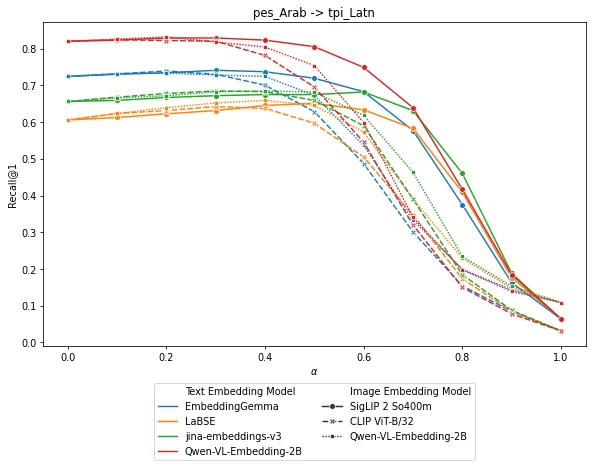 pes_Arab -> tpi_Latn
Recall@1
0.8
0.7
0.6
0.5
0.4
0.3
0.2
0.1
0.0
0.0 0.2 0.4 0.6 0.8 1.0
α
Text Embedding Model Image Embedding Model
EmbeddingGemma SigLIP 2 So400m
LaBSE CLIP ViT-B/32
jina-embeddings-v3 Qwen-VL-Embedding-2B
Qwen-VL-Embedding-2B